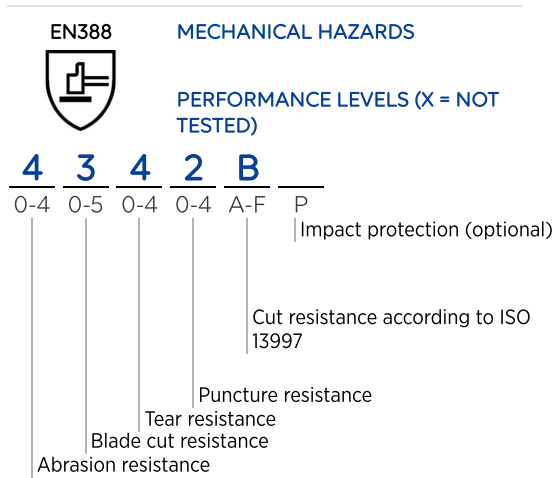 EN388
MECHANICAL HAZARDS
PERFORMANCE LEVELS (X = NOT
TESTED)
4 3 4 2 B
0-4 0-5 0-4 0-4 A-F P
Impact protection (optional)
Cut resistance according to ISO
13997
Puncture resistance
Tear resistance
Blade cut resistance
Abrasion resistance